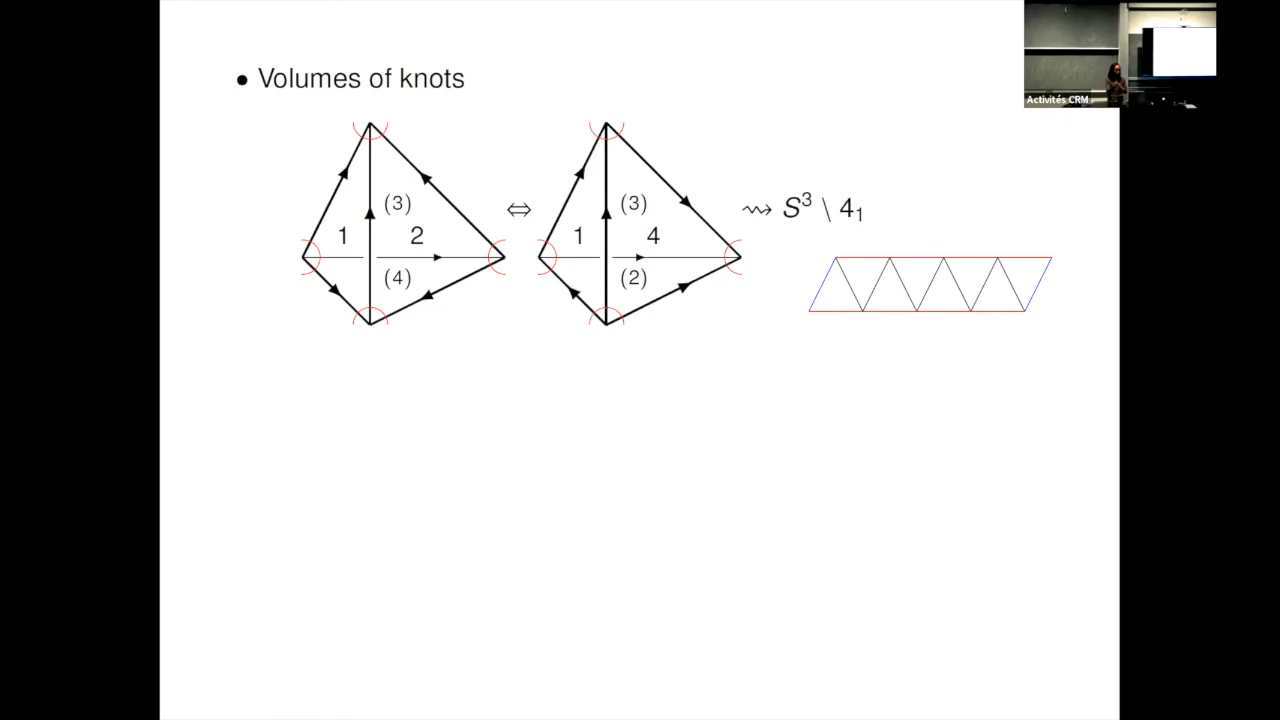 • Volumes of knots
Activités CRM
(3)
1 2
(4)
⇔
(3)
1 4
(2)
⇝ S³ \ 4₁